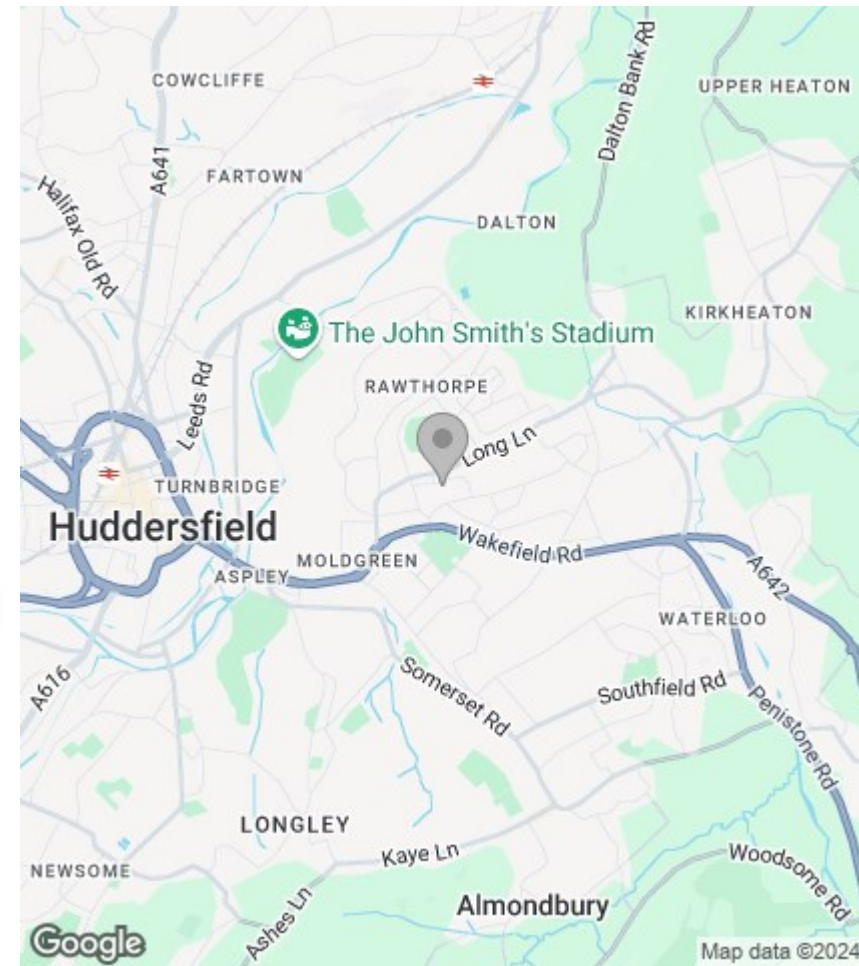 COWCLIFFE
UPPER HEATON
Dalton Bank Rd
A641
FARTOWN
Halifax Old Rd
DALTON
KIRKHEATON
The John Smith's Stadium
Leeds Rd
RAWTHORPE
Long Ln
TURNBRIDGE
Huddersfield
Wakefield Rd
MOLDGREEN
ASPLEY
A642
WATERLOO
A616
Somerset Rd
Southfield Rd
Penistone Rd
LONGLEY
Kaye Ln
NEWSOME
Woodsome Rd
Ashes Ln
Almondbury
Google
Map data ©2024